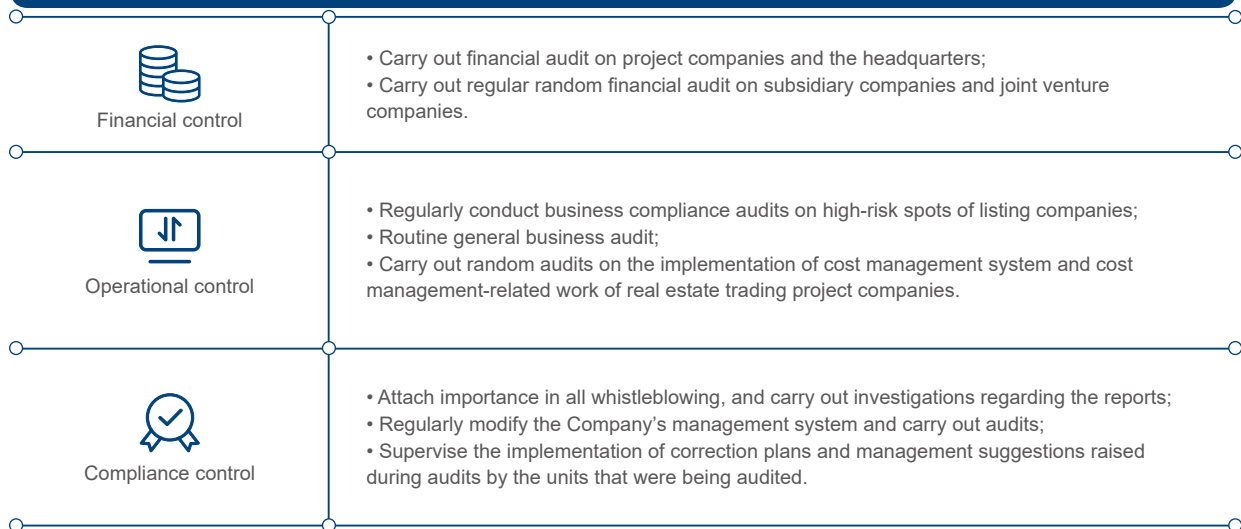 Financial control
• Carry out financial audit on project companies and the headquarters;
• Carry out regular random financial audit on subsidiary companies and joint venture
companies.
Operational control
• Regularly conduct business compliance audits on high-risk spots of listing companies;
• Routine general business audit;
• Carry out random audits on the implementation of cost management system and cost
management-related work of real estate trading project companies.
Compliance control
• Attach importance in all whistleblowing, and carry out investigations regarding the reports;
• Regularly modify the Company’s management system and carry out audits;
• Supervise the implementation of correction plans and management suggestions raised
during audits by the units that were being audited.